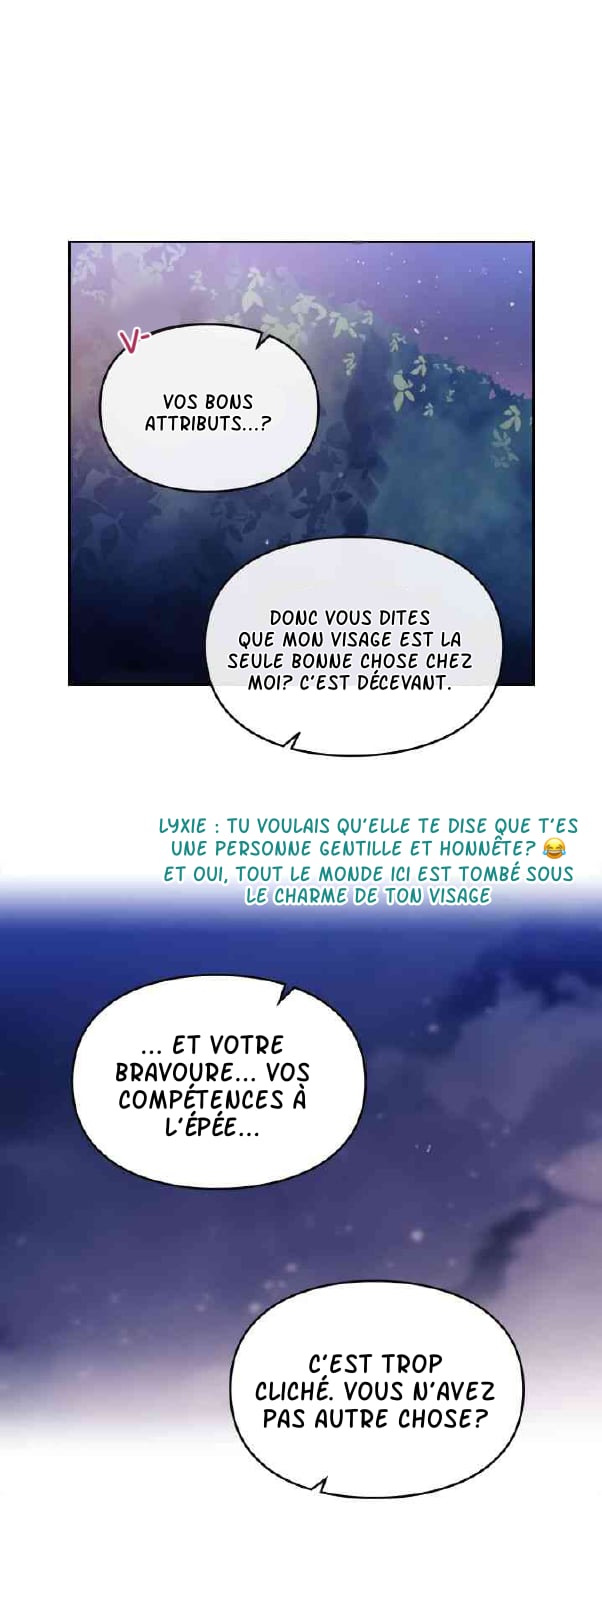 V-
VOS BONS
ATTRIBUTS...?
DONC VOUS DITES
QUE MON VISAGE EST LA
SEULE BONNE CHOSE CHEZ
MOI? C'EST DÉCEVANT.
LYXIE : TU VOULAIS QU'ELLE TE DISE QUE T'ES
UNE PERSONNE GENTILLE ET HONNÊTE? 😂
ET OUI, TOUT LE MONDE ICI EST TOMBÉ SOUS
LE CHARME DE TON VISAGE
... ET VOTRE
BRAVOURE... VOS
COMPÉTENCES À
L'ÉPÉE...
C'EST TROP
CLICHÉ. VOUS N'AVEZ
PAS AUTRE CHOSE?